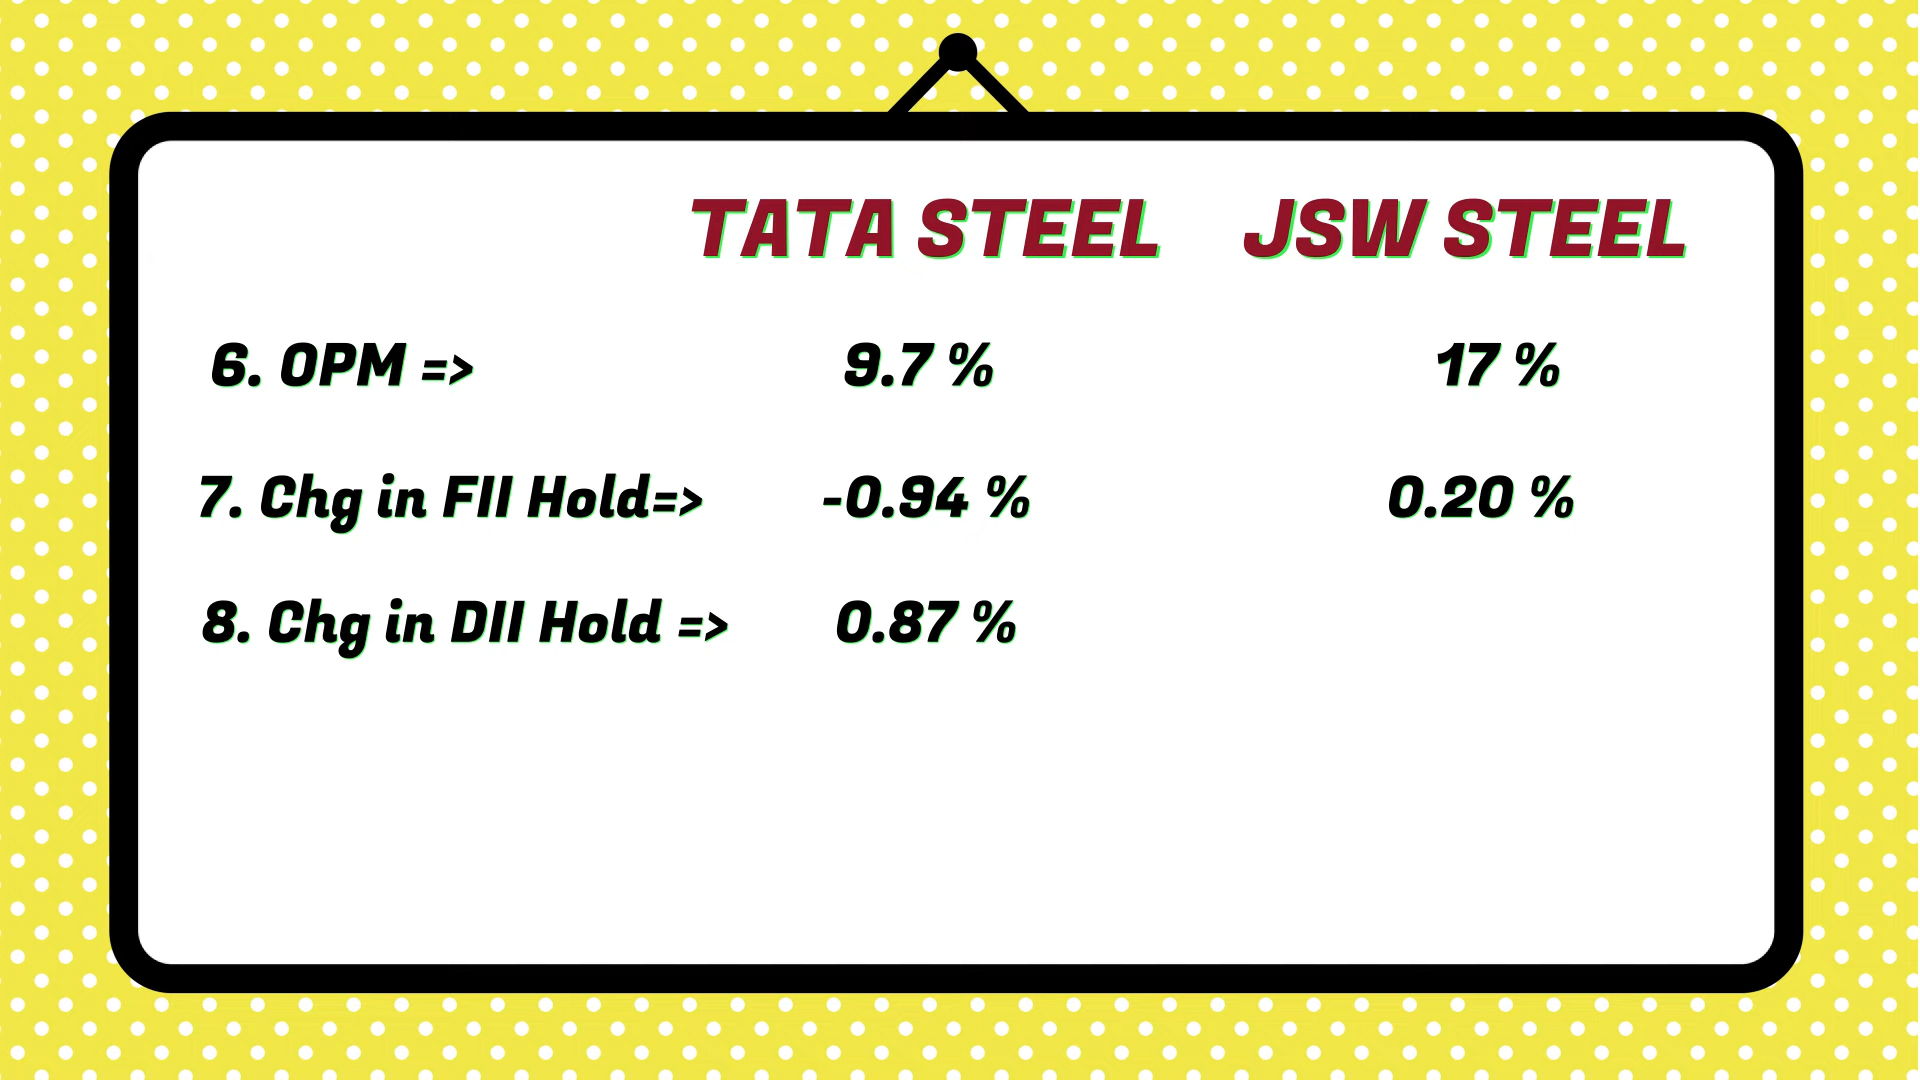 TATA STEEL JSW STEEL
6. OPM => 9.7 % 17 %
7. Chg in FII Hold=> -0.94 % 0.20 %
8. Chg in DII Hold => 0.87 %